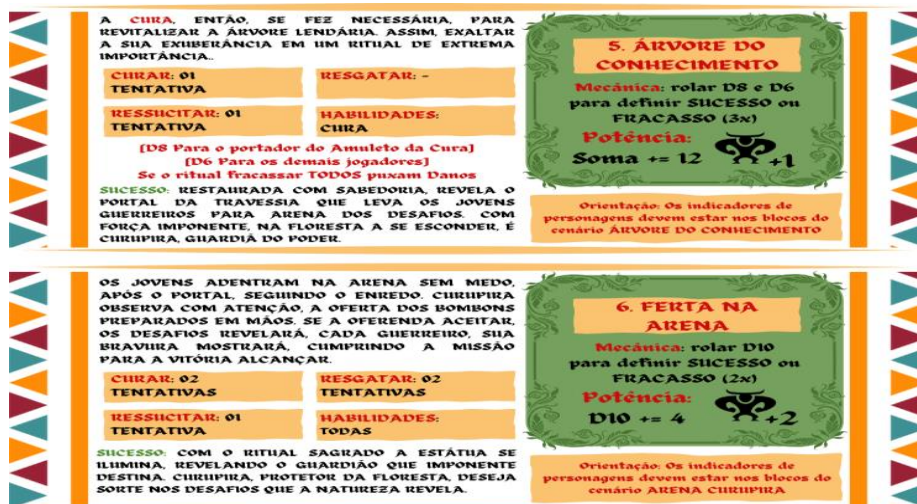 A CURA, ENTÃO, SE FEZ NECESSÁRIA, PARA
REVITALIZAR A ÁRVORE LENDÁRIA. ASSIM, EXALTAR
A SUA EXUBERÂNCIA EM UM RITUAL DE EXTREMA
IMPORTÂNCIA..
CURAR: 01
TENTATIVA
RESGATAR: -
RESSUCITAR: 01
TENTATIVA
HABILIDADES:
CURA
(D8 Para o portador do Amuleto da Cura)
(D6 Para os demais jogadores)
Se o ritual fracassar TODOS puxam Danos
SUCESSO: RESTAURADA COM SABEDORIA, REVELA O
PORTAL DA TRAVESSIA QUE LEVA OS JOVENS
GUERREIROS PARA ARENA DOS DESAFIOS. COM
FORÇA IMPONENTE, NA FLORESTA A SE ESCONDER, É
CURUPIRA, GUARDIÃ DO PODER.
5. ÁRVORE DO
CONHECIMENTO
Mecânica: rolar D8 e D6
para definir SUCESSO ou
FRACASSO (3x)
Potência:
Soma += 12
+1
Orientação: Os indicadores de
personagens devem estar nos blocos do
cenário ÁRVORE DO CONHECIMENTO
OS JOVENS ADENTRAM NA ARENA SEM MEDO,
APÓS O PORTAL, SEGUINDO O ENREDO. CURUPIRA
OBSERVA COM ATENÇÃO, A OFERTA DOS BOMBONS
PREPARADOS EM MÃOS. SE A OFERENDA ACEITAR,
OS DESAFIOS REVELARÁ, CADA GUERREIRO, SUA
BRAVURA MOSTRARÁ, CUMPRINDO A MISSÃO
PARA A VITÓRIA ALCANÇAR.
CURAR: 02
TENTATIVAS
RESGATAR: 02
TENTATIVAS
RESSUCITAR: 01
TENTATIVA
HABILIDADES:
TODAS
SUCESSO: COM O RITUAL SAGRADO A ESTÁTUA SE
ILUMINA, REVELANDO O GUARDIÃO QUE IMPONENTE
DESTINA. CURUPIRA, PROTETOR DA FLORESTA, DESEJA
SORTE NOS DESAFIOS QUE A NATUREZA REVELA.
6. FERTA NA
ARENA
Mecânica: rolar D10
para definir SUCESSO ou
FRACASSO (2x)
Potência:
D10 += 4
+2
Orientação: Os indicadores de
personagens devem estar nos blocos do
cenário ARENA CURUPIRA